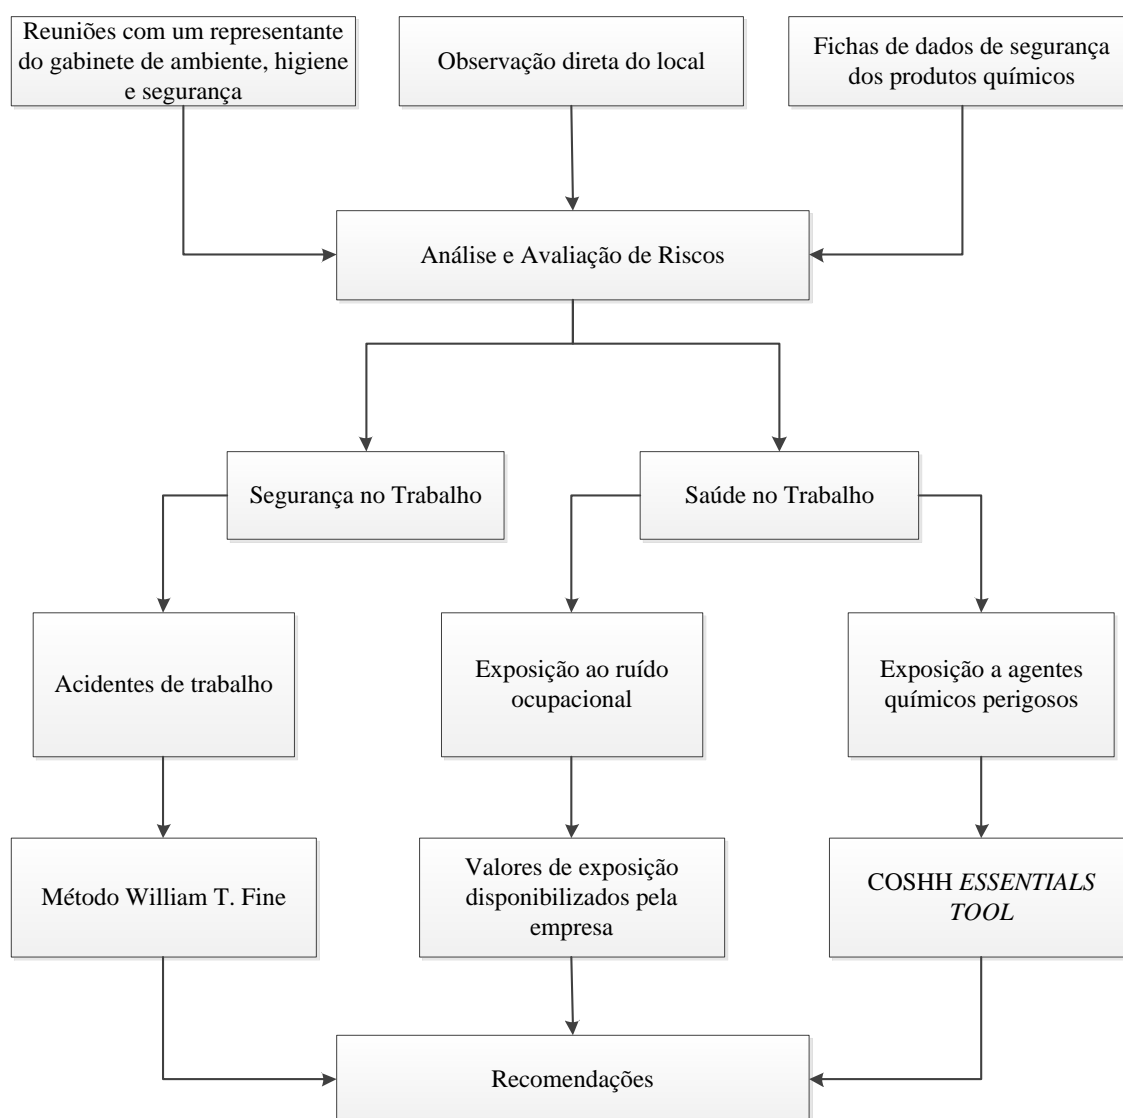 Reuniões com um representante
do gabinete de ambiente, higiene
e segurança
Observação direta do local
Fichas de dados de segurança
dos produtos químicos
Análise e Avaliação de Riscos
Segurança no Trabalho
Saúde no Trabalho
Acidentes de trabalho
Exposição ao ruído
ocupacional
Exposição a agentes
químicos perigosos
Método William T. Fine
Valores de exposição
disponibilizados pela
empresa
COSHH ESSENTIALS
TOOL
Recomendações